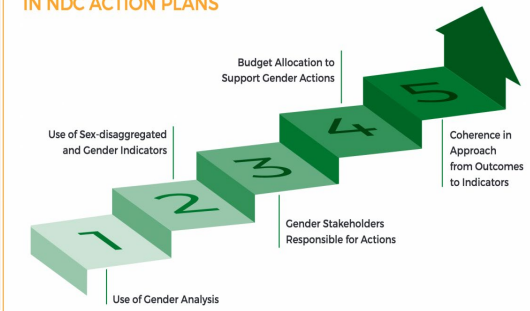 IN NDC ACTION PLANS
1
Use of Gender Analysis
2
Use of Sex-disaggregated
and Gender Indicators
3
Gender Stakeholders
Responsible for Actions
4
Budget Allocation to
Support Gender Actions
5
Coherence in
Approach
from Outcomes
to Indicators